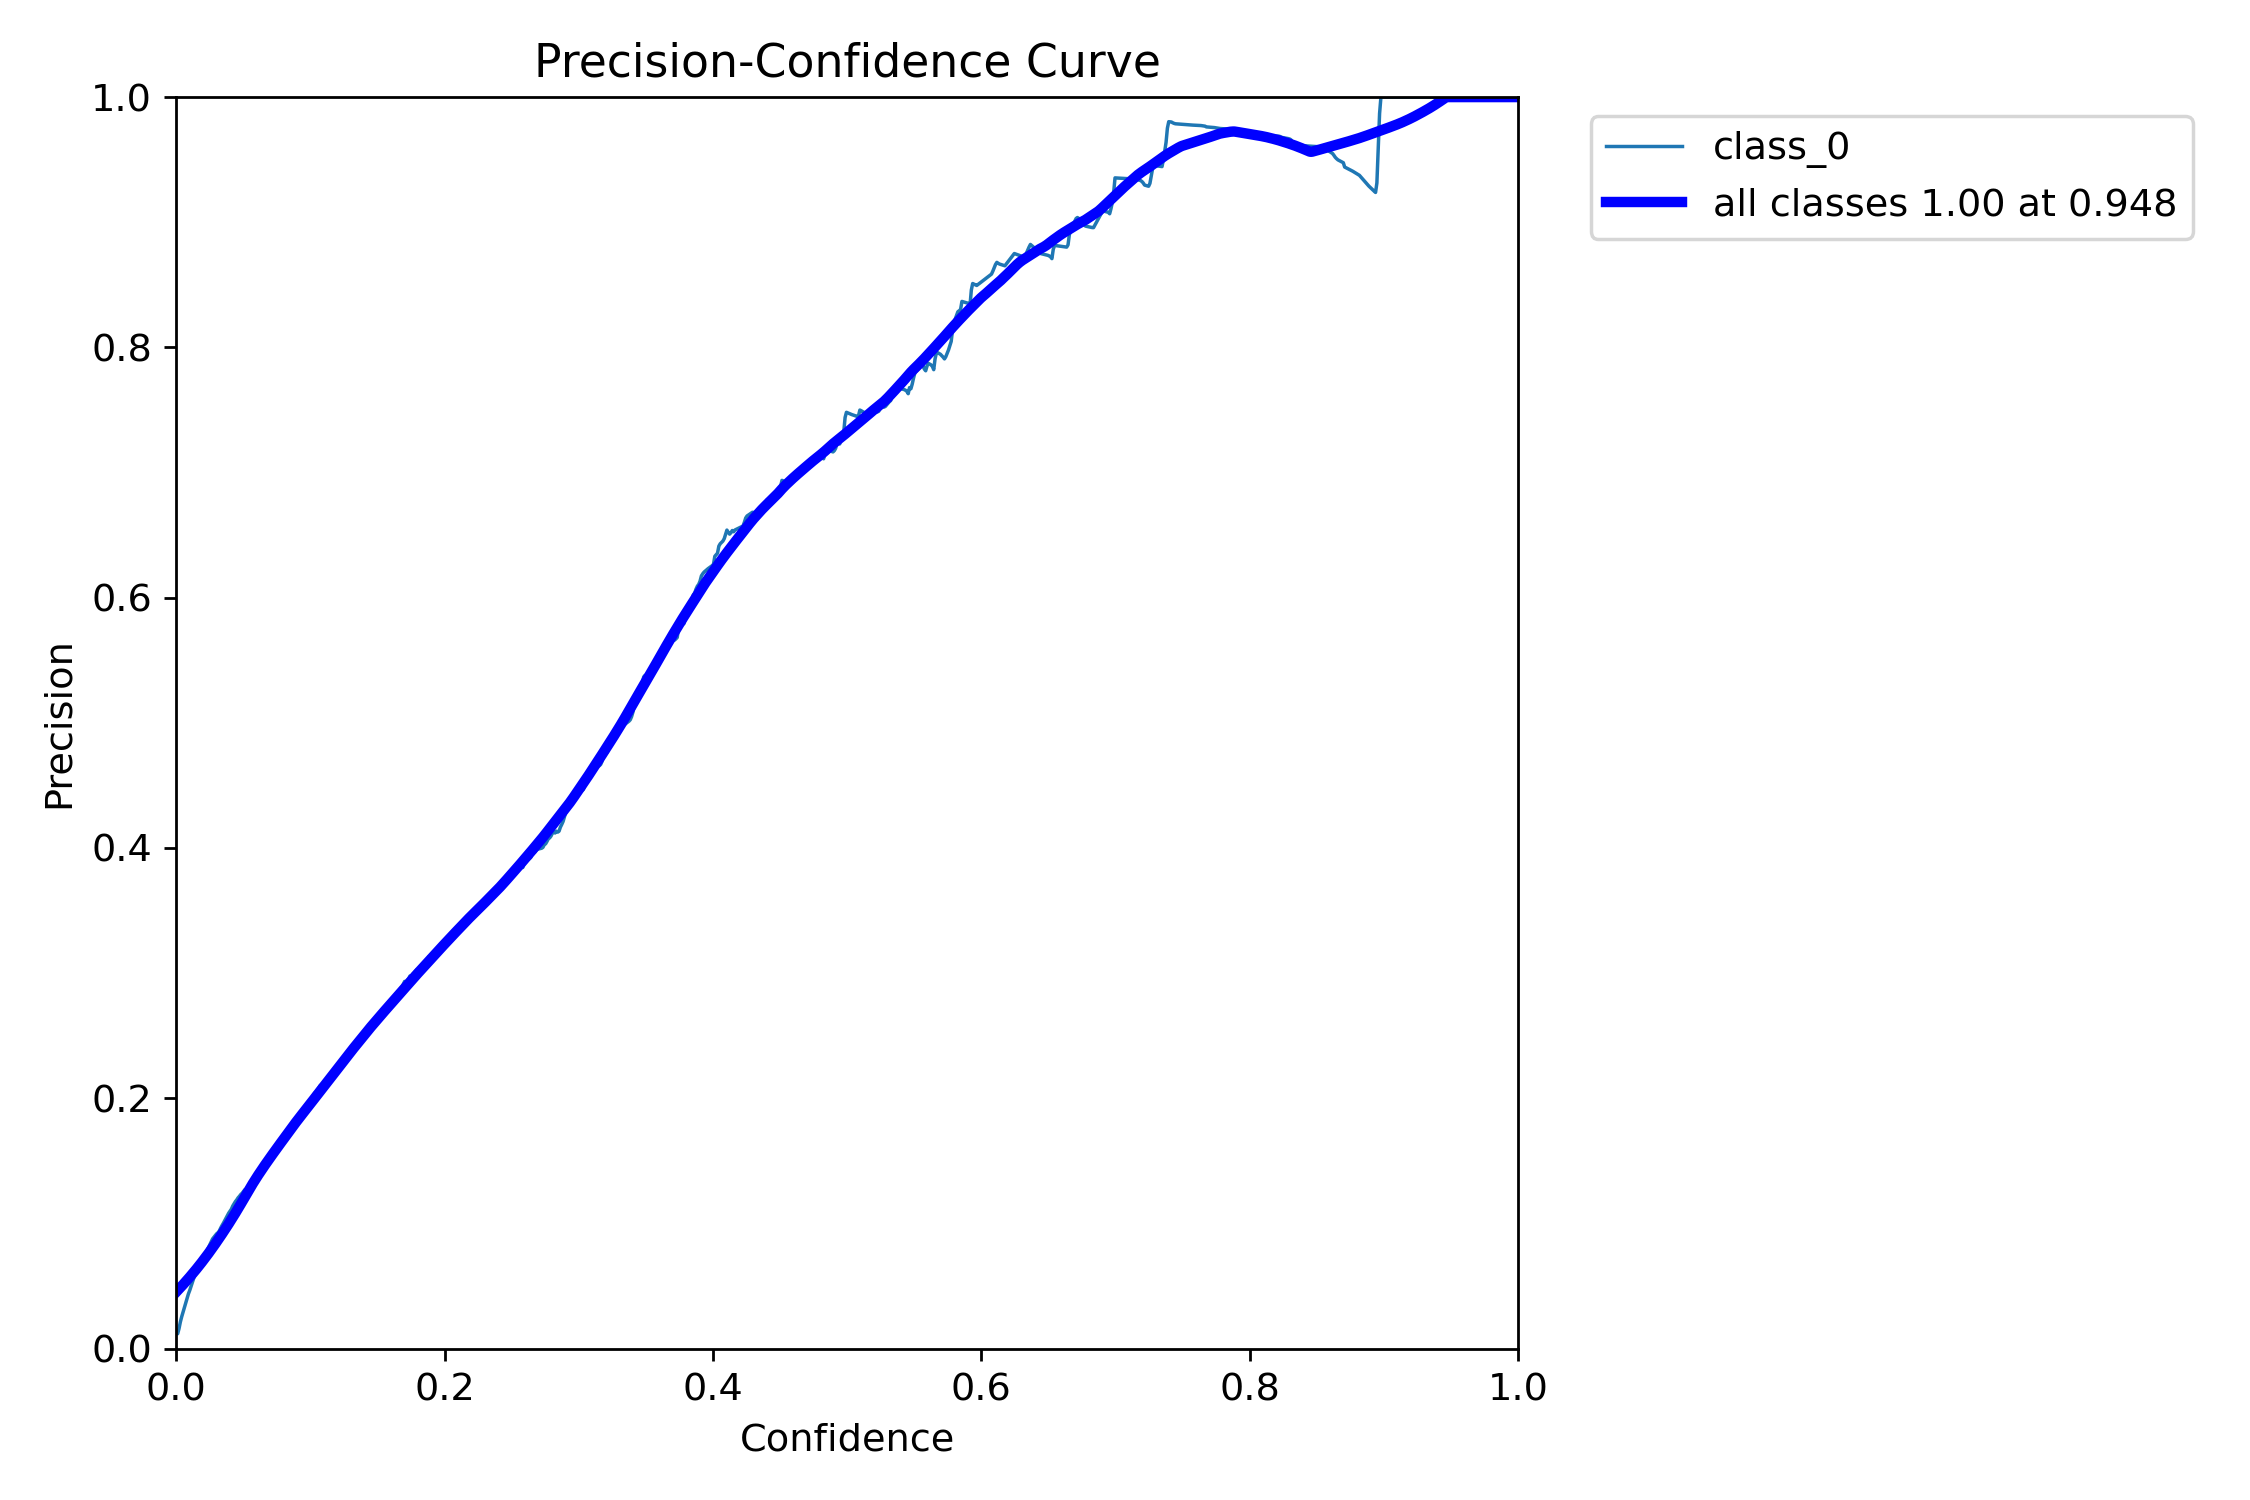 Precision-Confidence Curve
1.0
0.8
0.6
0.4
0.2
0.0
Precision
0.0 0.2 0.4 0.6 0.8 1.0
Confidence
class_0
all classes 1.00 at 0.948